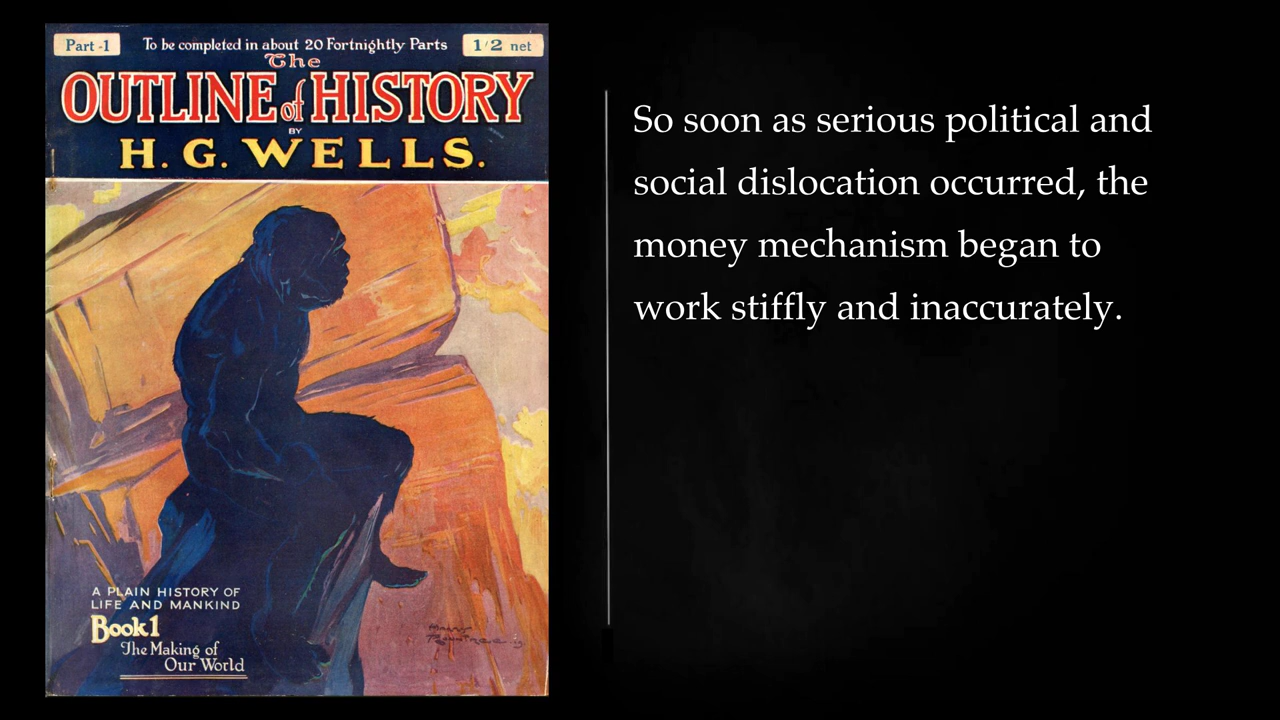 Part -1
To be completed in about 20 Fortnightly Parts
1/2 net
The
OUTLINE of HISTORY
BY
H. G. WELLS.
A PLAIN HISTORY OF
LIFE AND MANKIND
Book 1
The Making of
Our World
So soon as serious political and
social dislocation occurred, the
money mechanism began to
work stiffly and inaccurately.